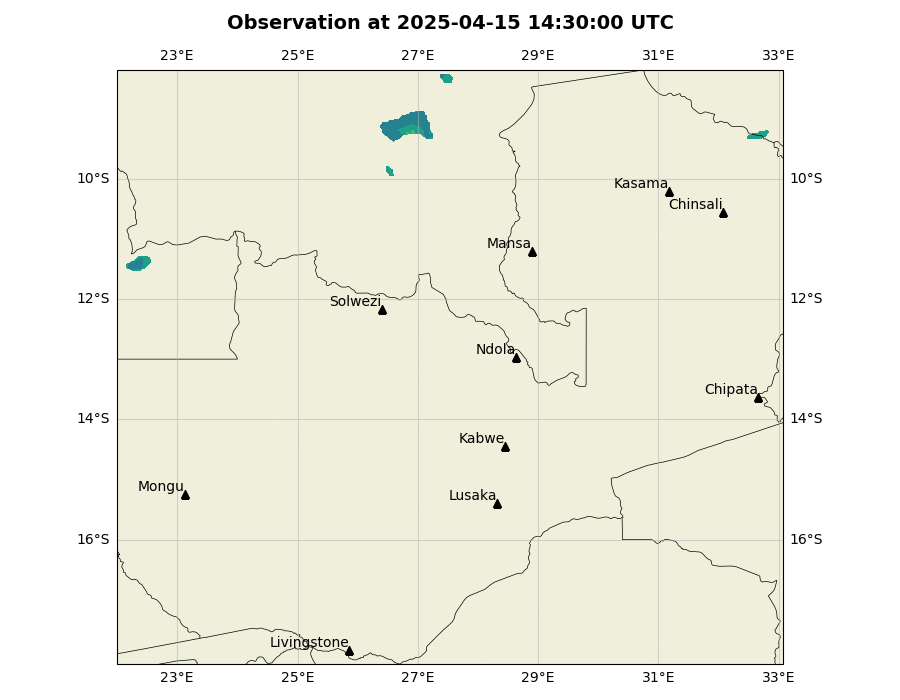 Observation at 2025-04-15 14:30:00 UTC
23°E 25°E 27°E 29°E 31°E 33°E
10°S 10°S
Kasama
Chinsali
Mansa
12°S 12°S
Solwezi
Ndola
Chipata
14°S 14°S
Kabwe
Mongu
Lusaka
16°S 16°S
Livingstone
23°E 25°E 27°E 29°E 31°E 33°E